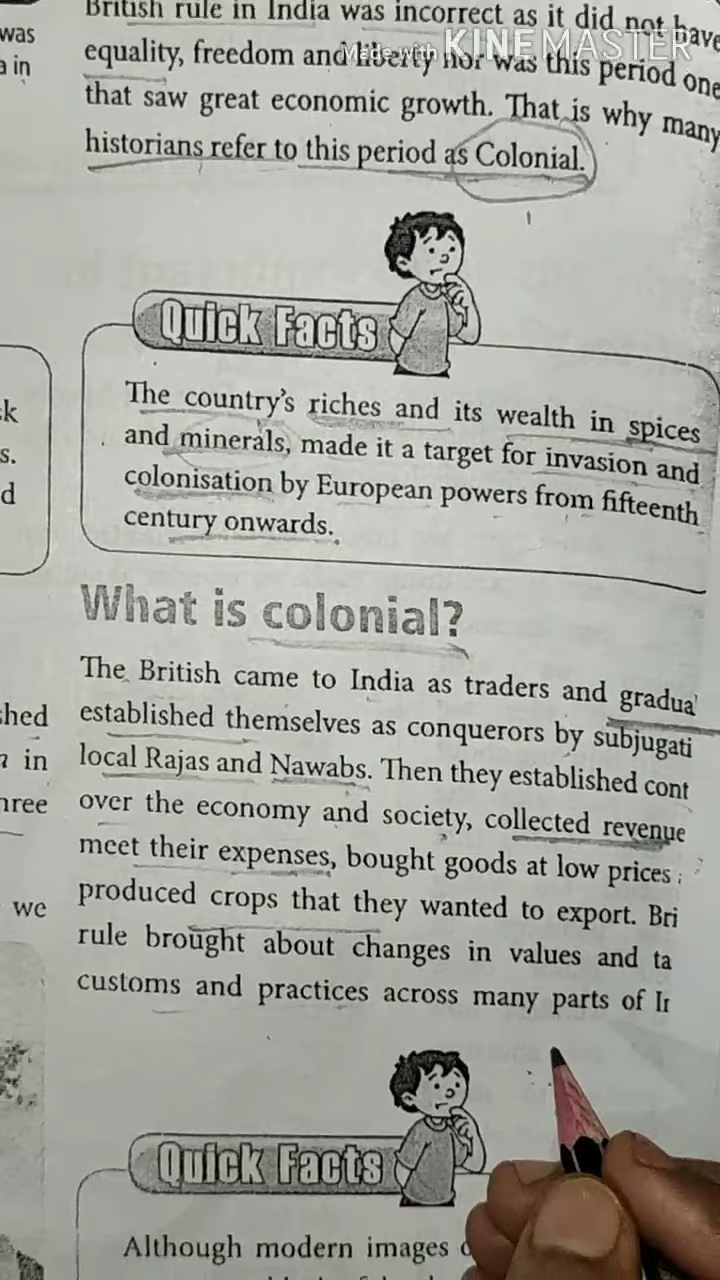 British rule in India was incorrect as it did not have
equality, freedom and liberty nor was this period one
that saw great economic growth. That is why many
historians refer to this period as Colonial.
Made with KINEMASTER
was
a in
Quick Facts
The country's riches and its wealth in spices
and minerals, made it a target for invasion and
colonisation by European powers from fifteenth
century onwards.
k
s.
d
What is colonial?
The British came to India as traders and gradua
established themselves as conquerors by subjugati
local Rajas and Nawabs. Then they established cont
over the economy and society, collected revenue
meet their expenses, bought goods at low prices
produced crops that they wanted to export. Bri
rule brought about changes in values and ta
customs and practices across many parts of
shed
in
hree
we
Quick Facts
Although modern images